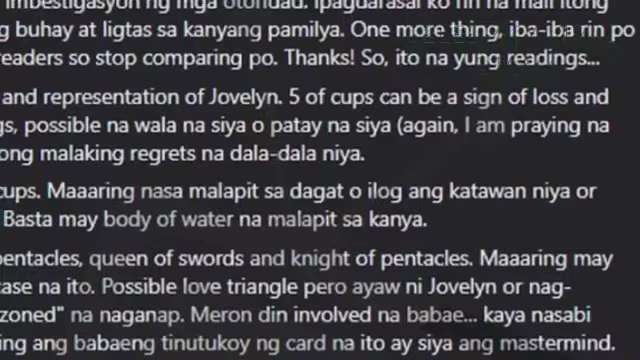 imbestigasyon ng mga otoridad. Ipagdarasal ko rin na mali itong
g buhay at ligtas sa kanyang pamilya. One more thing, iba-iba rin po
readers so stop comparing po. Thanks! So, ito na yung readings...
and representation of Jovelyn. 5 of cups can be a sign of loss and
gs, possible na wala na siya o patay na siya (again, I am praying na
ong malaking regrets na dala-dala niya.
cups. Maaaring nasa malapit sa dagat o ilog ang katawan niya or
Basta may body of water na malapit sa kanya.
pentacles, queen of swords and knight of pentacles. Maaaring may
case na ito. Possible love triangle pero ayaw ni Jovelyn or nag-
zoned" na naganap. Meron din involved na babae... kaya nasabi
ing ang babaeng tinutukoy ng card na ito ay siya ang mastermind.